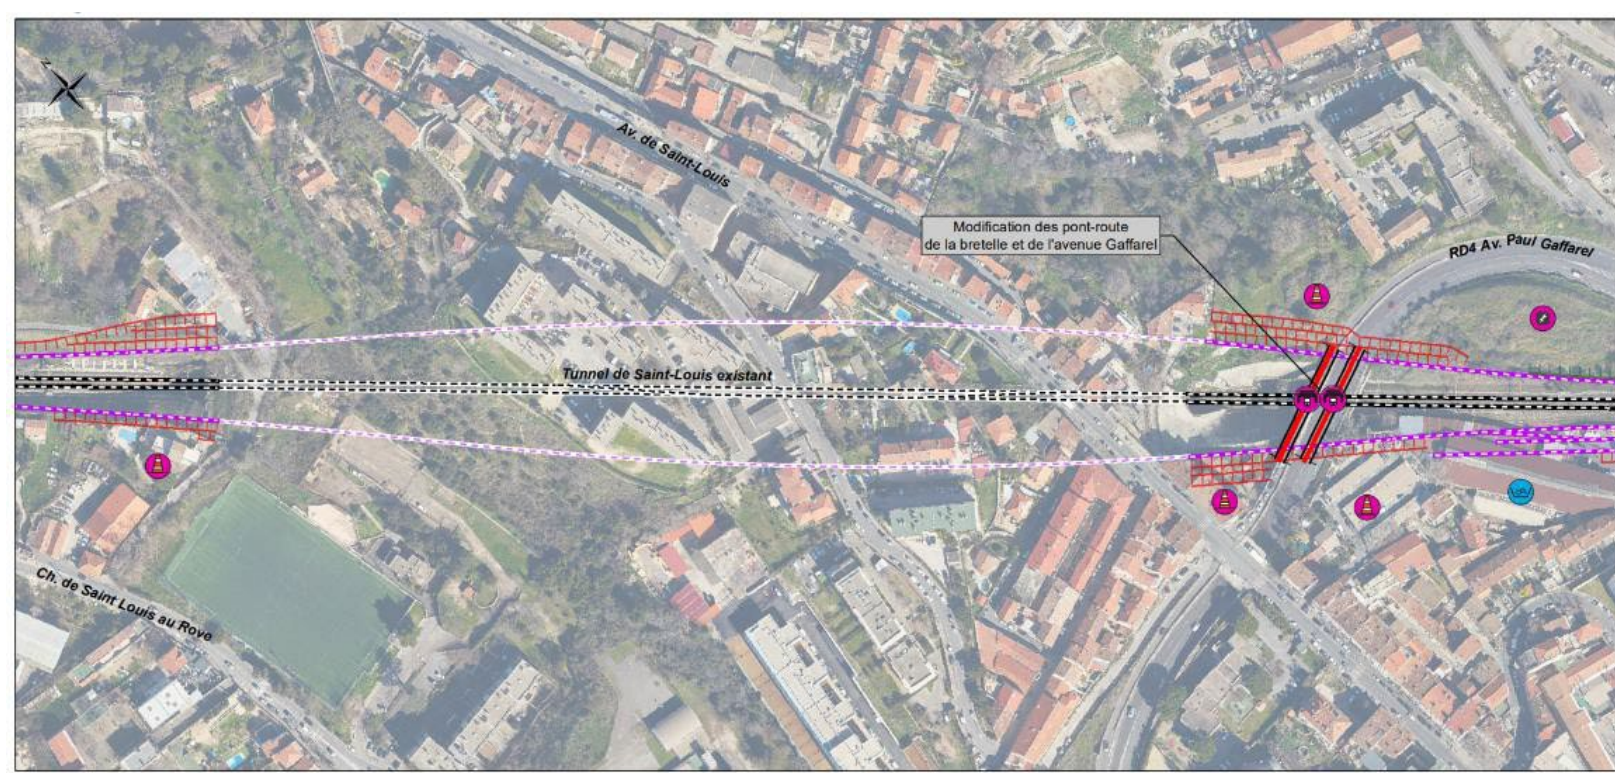 N
Av. de Saint-Louis
Modification des pont-route
de la bretelle et de l'avenue Gaffarel
RD4 Av. Paul Gaffarel
Tunnel de Saint-Louis existant
Ch. de Saint Louis au Rove